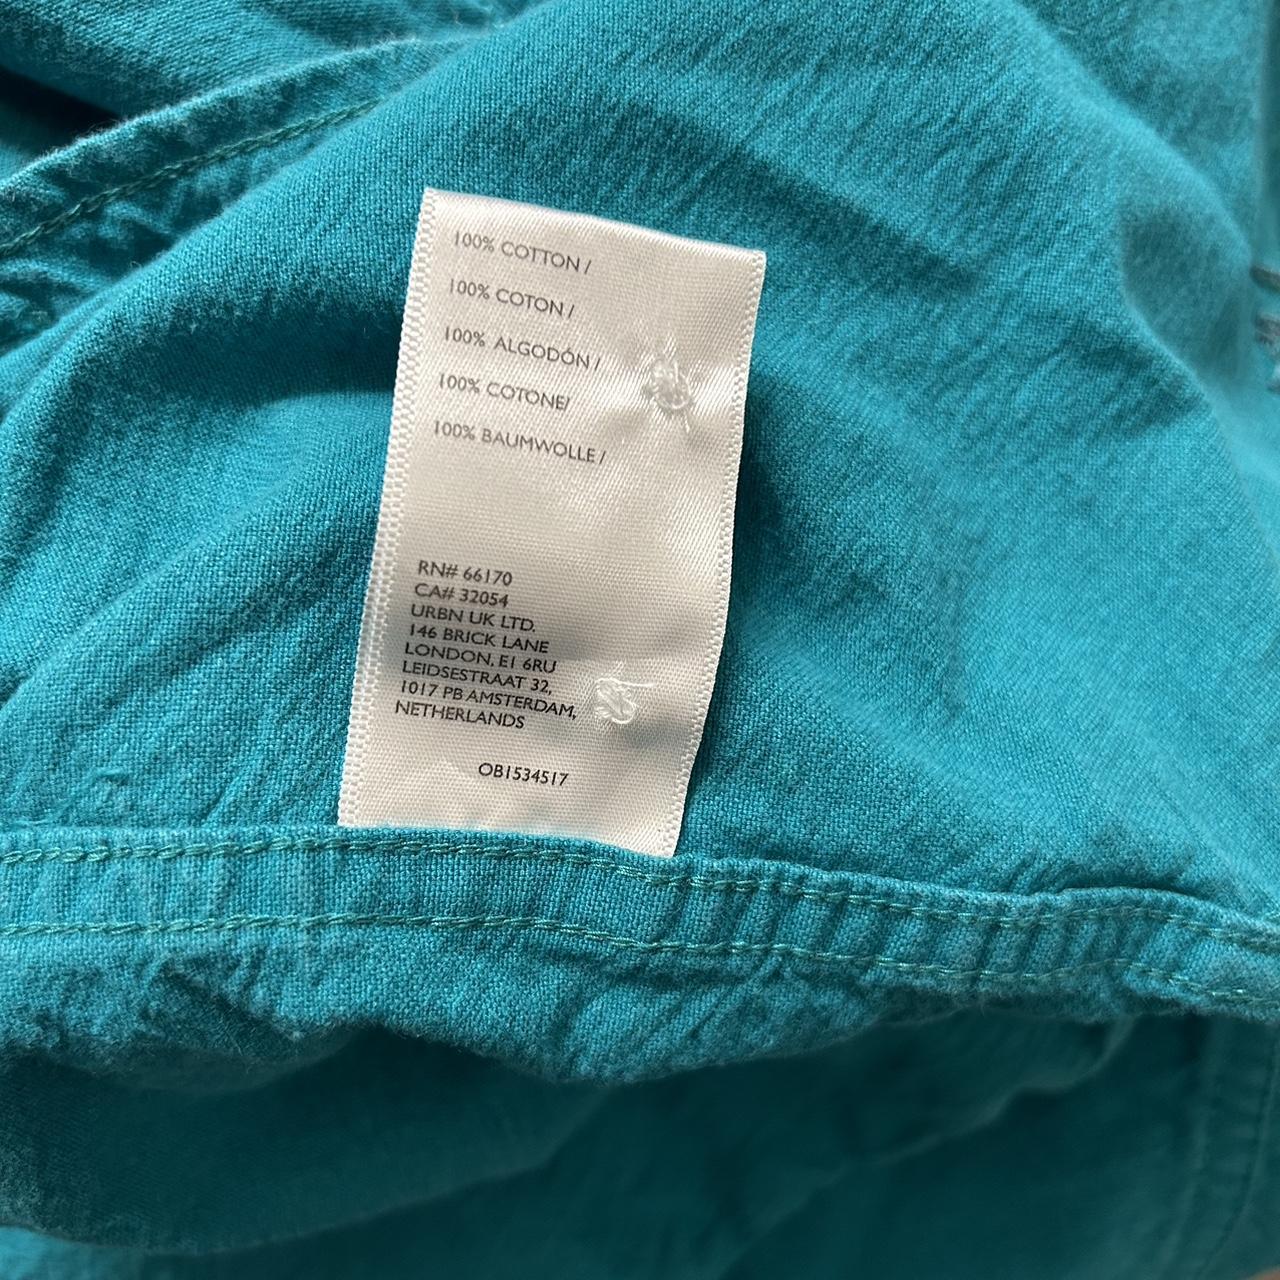 100% COTTON /
100% COTON /
100% ALGODÓN /
100% COTONE/
100% BAUMWOLLE /
RN# 66170
CA# 32054
URBN UK LTD.
146 BRICK LANE
LONDON, E1 6RU
LEIDSESTRAAT 32,
1017 PB AMSTERDAM,
NETHERLANDS
OB1534517